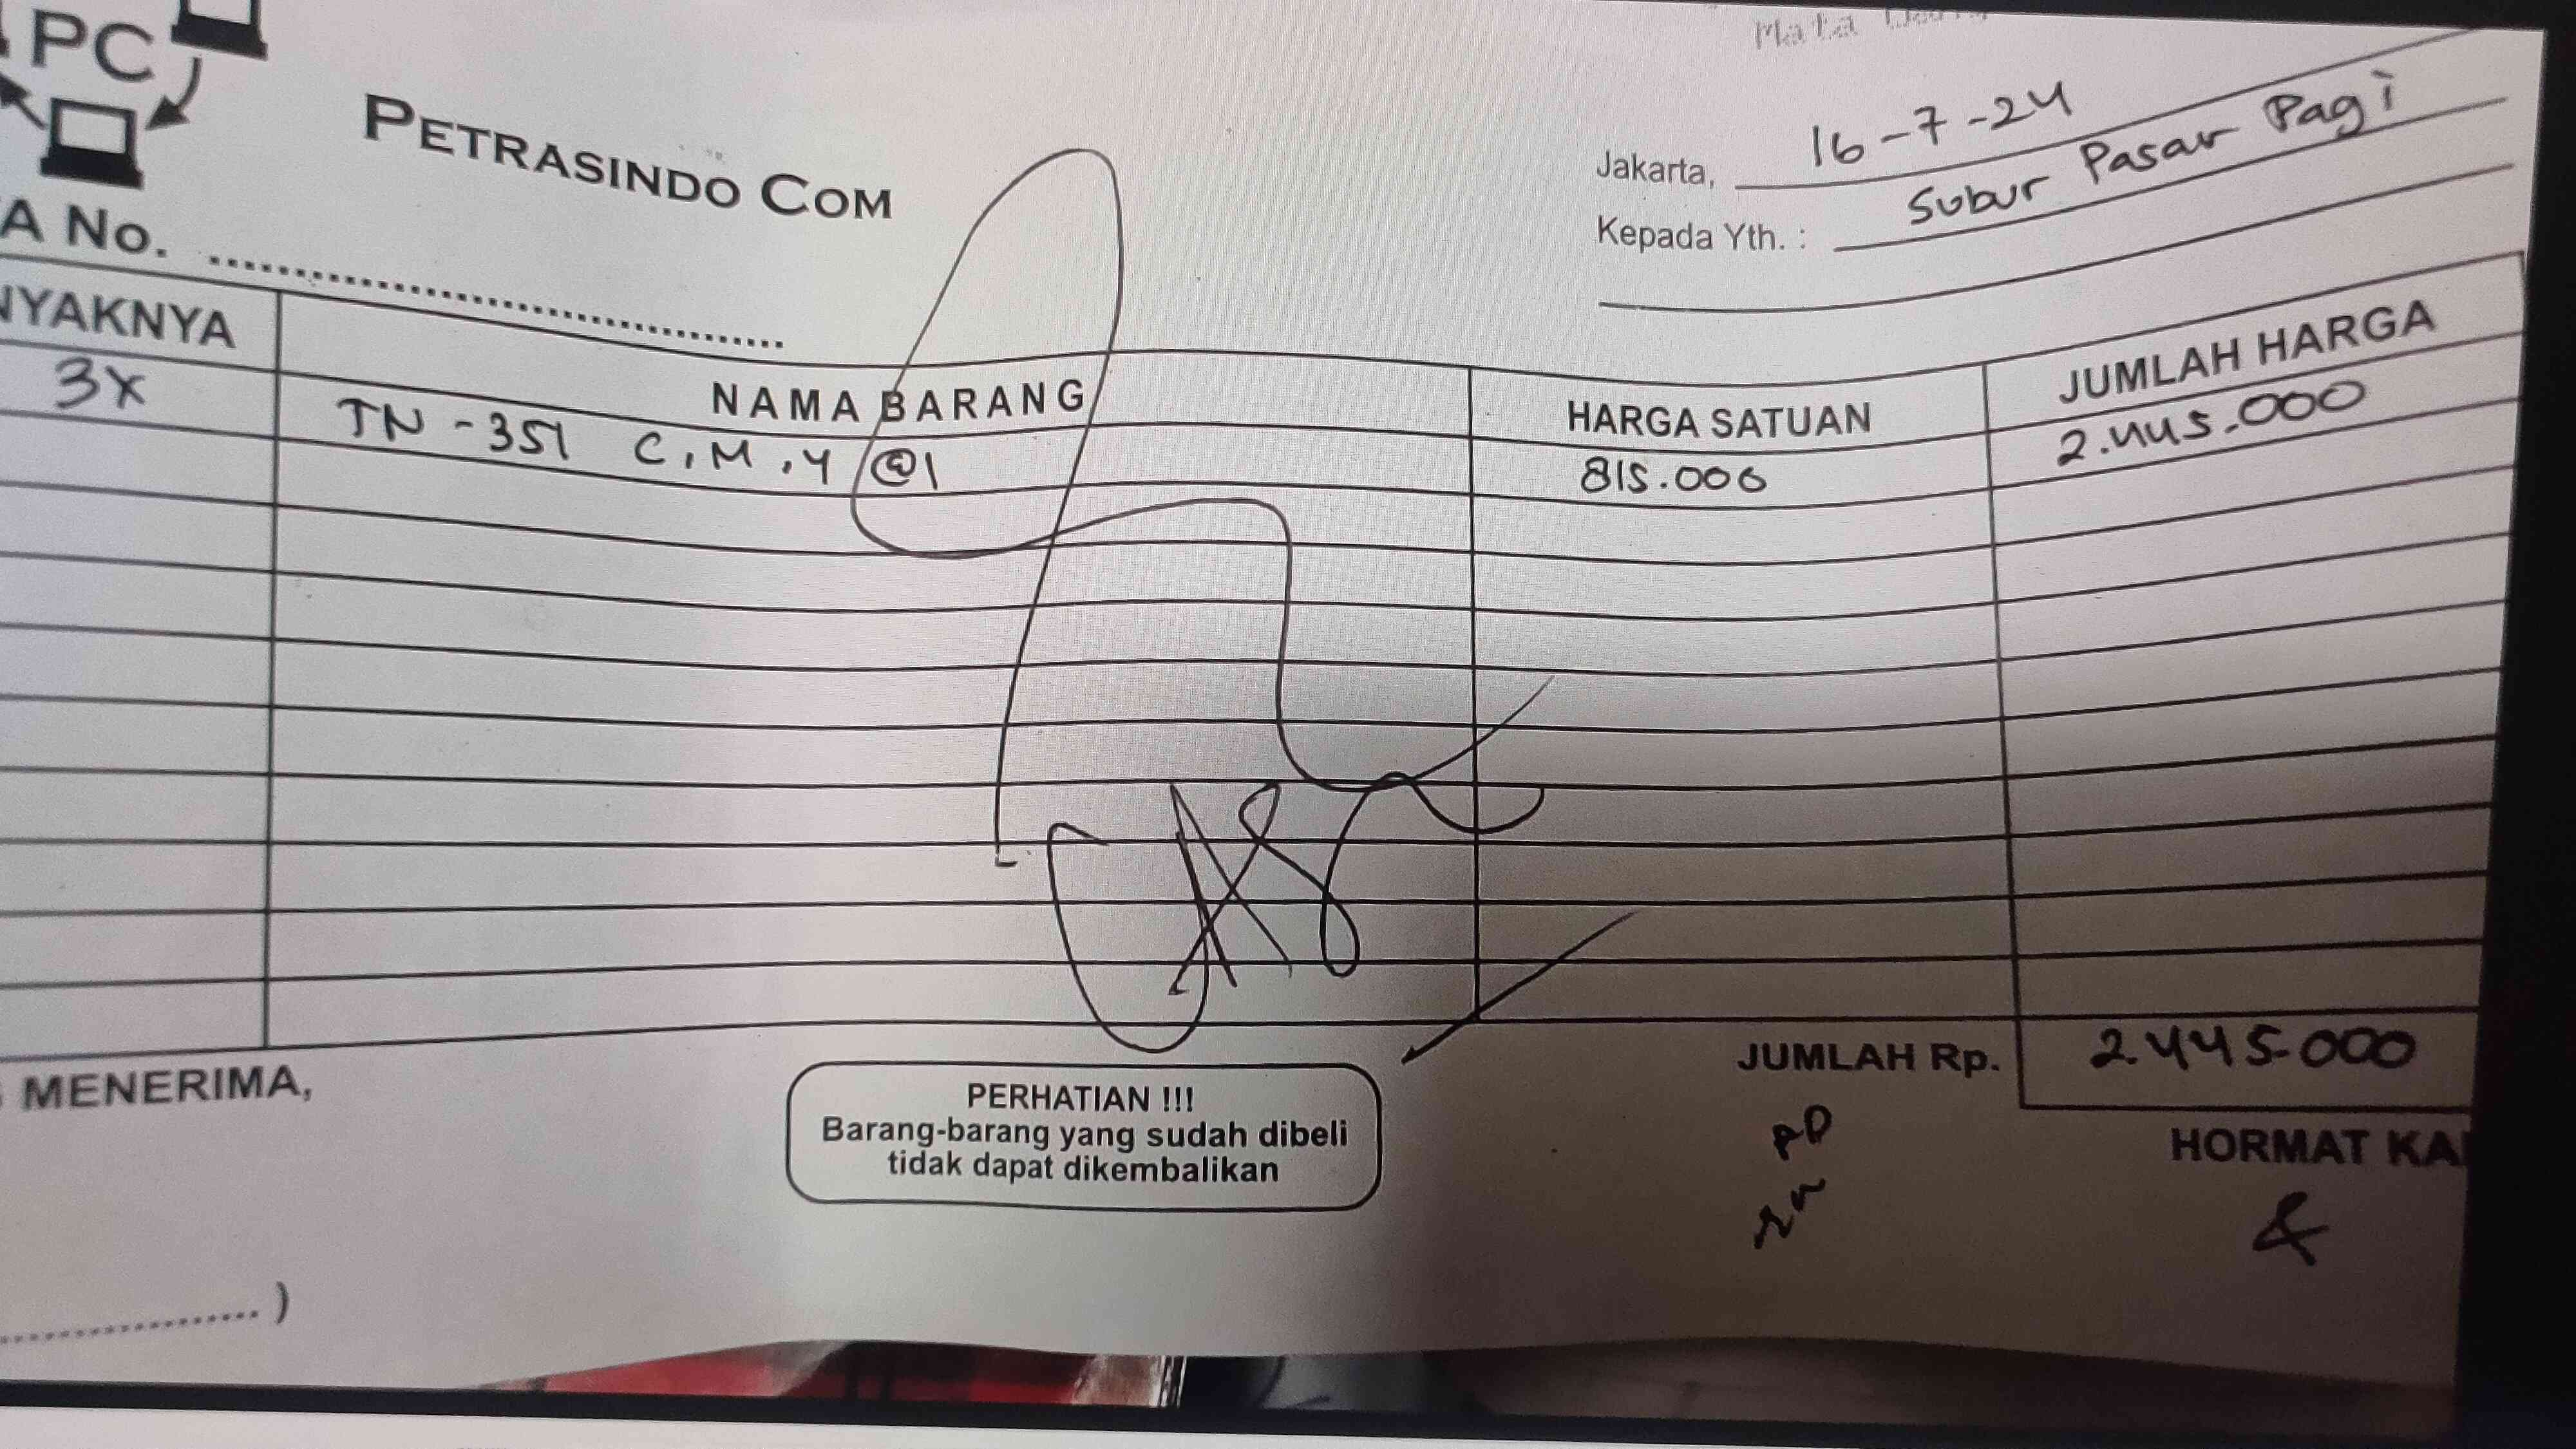 PC
PETRASINDO COM
Mata
Jakarta, 16-7-24
Kepada Yth. : Subur Pasar Pagi
A No. ........................................
NYAKNYA NAMA BARANG HARGA SATUAN JUMLAH HARGA
3x TN-351 C,M,Y @1 815.000 2.445.000
JUMLAH Rp. 2.445.000
MENERIMA,
PERHATIAN !!!
Barang-barang yang sudah dibeli
tidak dapat dikembalikan
HORMAT KA
.................... )